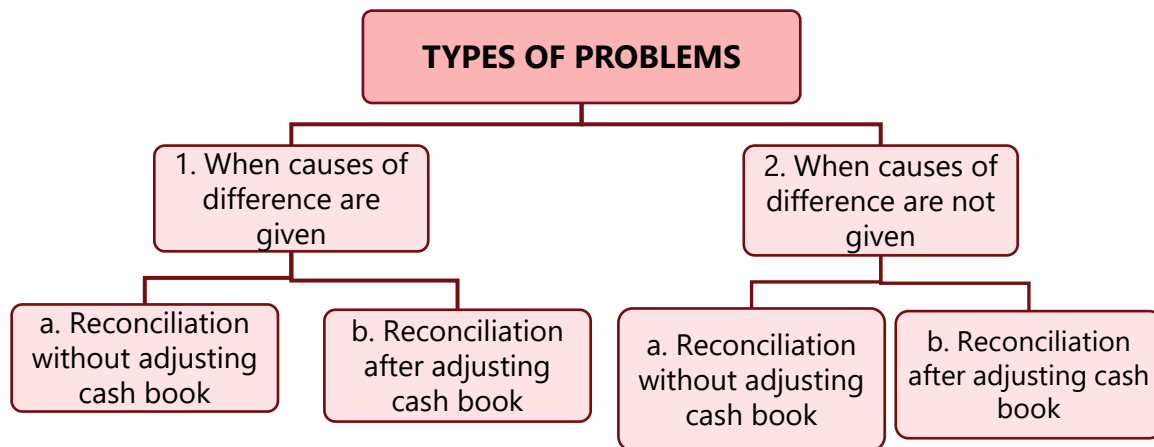 TYPES OF PROBLEMS
1. When causes of
difference are
given
2. When causes of
difference are not
given
a. Reconciliation
without adjusting
cash book
b. Reconciliation
after adjusting
cash book
a. Reconciliation
without adjusting
cash book
b. Reconciliation
after adjusting cash
book